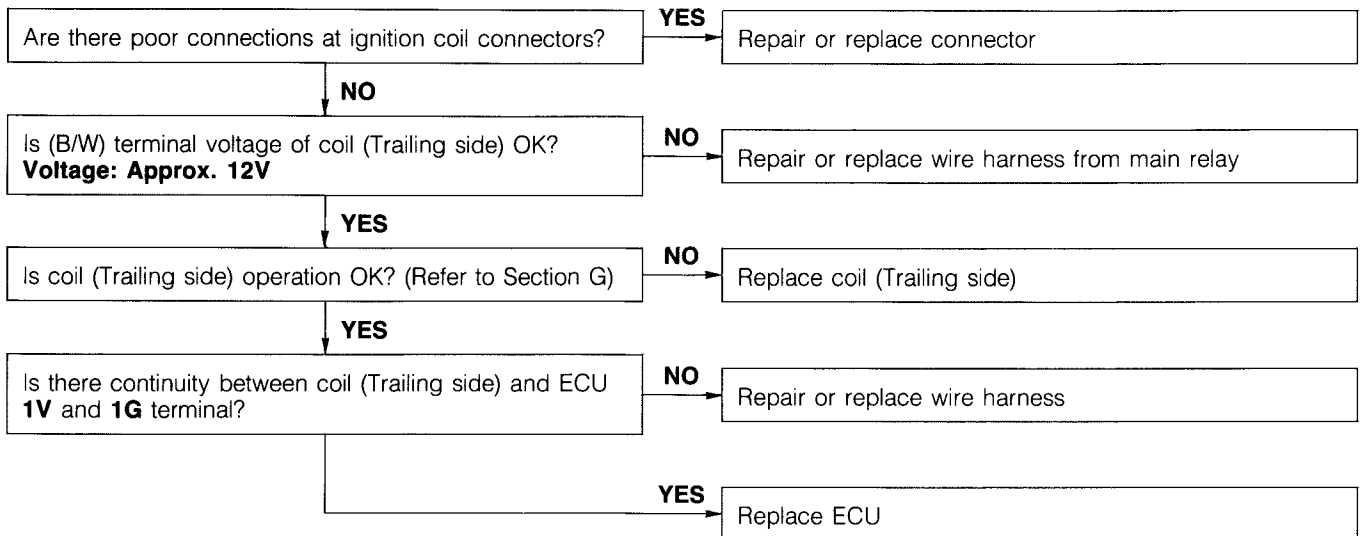 Are there poor connections at ignition coil connectors?
YES
Repair or replace connector
NO
Is (B/W) terminal voltage of coil (Trailing side) OK?
Voltage: Approx. 12V
NO
Repair or replace wire harness from main relay
YES
Is coil (Trailing side) operation OK? (Refer to Section G)
NO
Replace coil (Trailing side)
YES
Is there continuity between coil (Trailing side) and ECU
1V and 1G terminal?
NO
Repair or replace wire harness
YES
Replace ECU